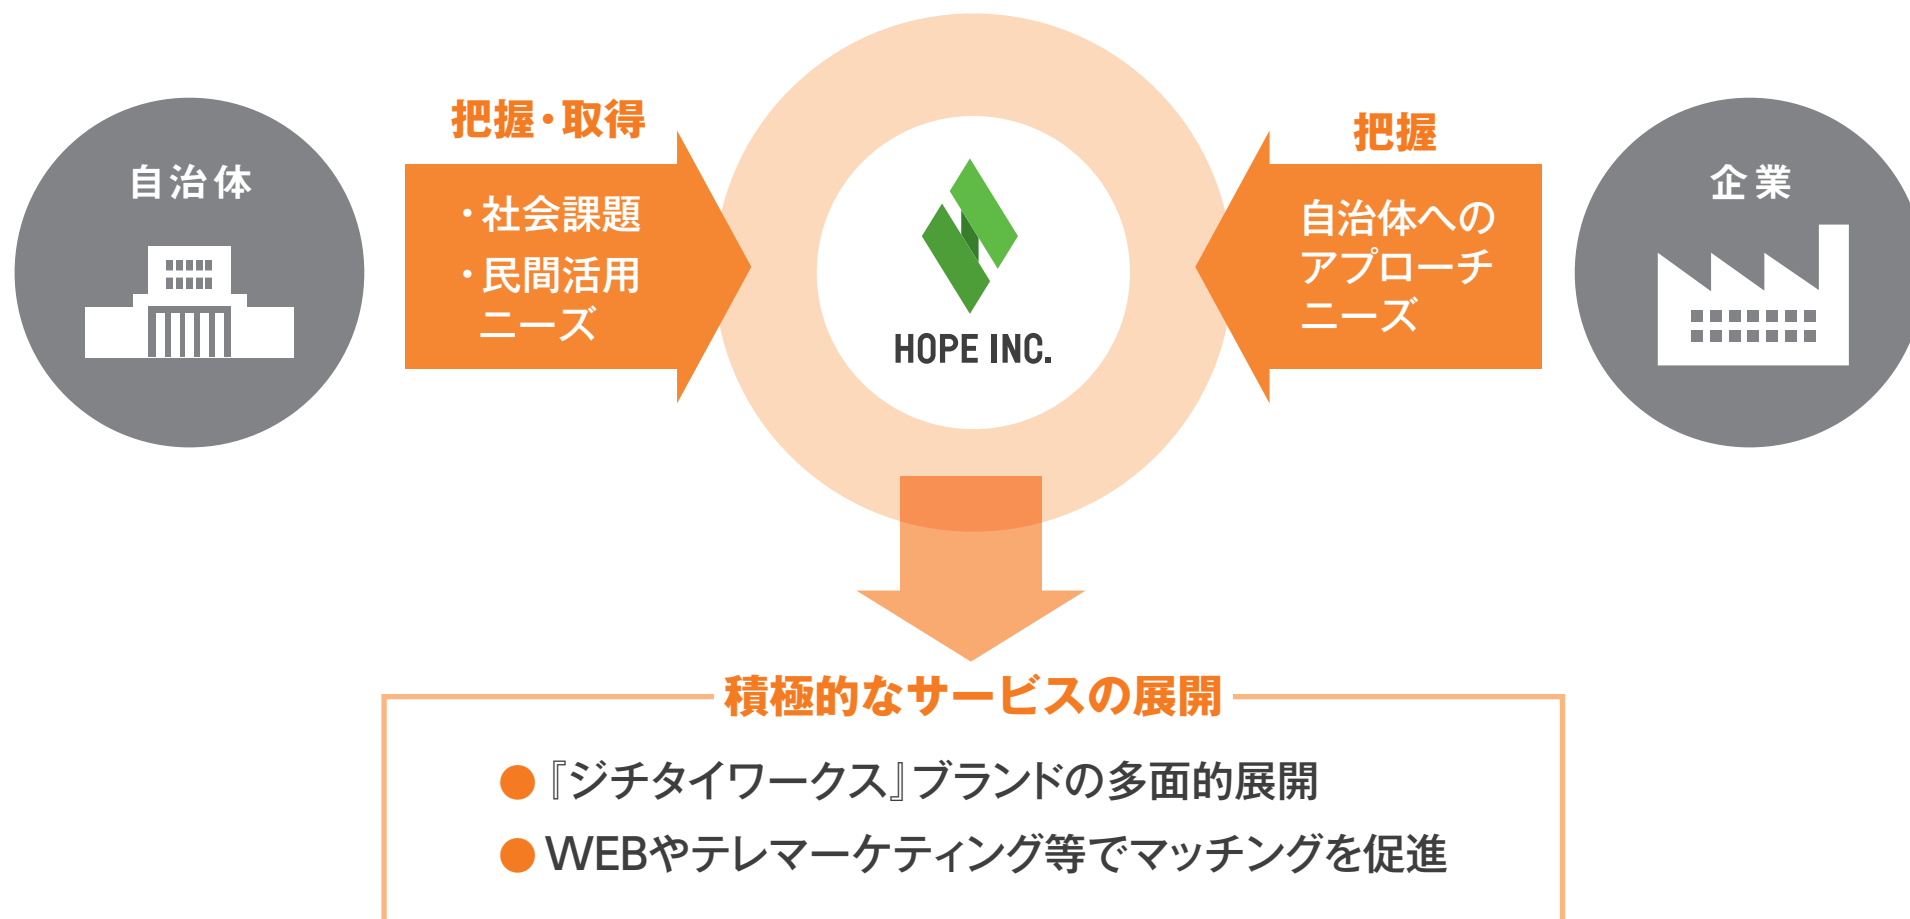 自治体
把握・取得
・社会課題
・民間活用
ニーズ
HOPE INC.
把握
自治体への
アプローチ
ニーズ
企業
積極的なサービスの展開
●『ジチタイワークス』ブランドの多面的展開
●WEBやテレマーケティング等でマッチングを促進